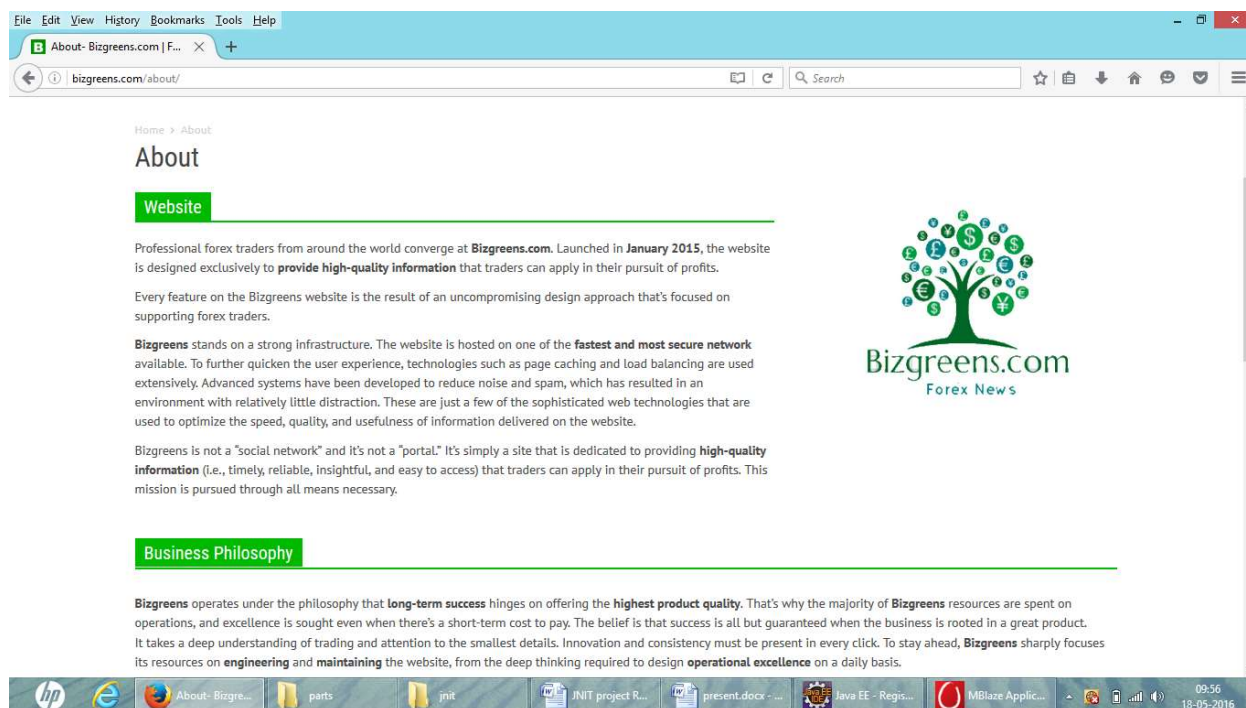 File Edit View History Bookmarks Tools Help
About- Bizgreens.com | F...
bizgreens.com/about/
Search
Home > About
About
Website
Professional forex traders from around the world converge at Bizgreens.com. Launched in January 2015, the website
is designed exclusively to provide high-quality information that traders can apply in their pursuit of profits.
Every feature on the Bizgreens website is the result of an uncompromising design approach that's focused on
supporting forex traders.
Bizgreens stands on a strong infrastructure. The website is hosted on one of the fastest and most secure network
available. To further quicken the user experience, technologies such as page caching and load balancing are used
extensively. Advanced systems have been developed to reduce noise and spam, which has resulted in an
environment with relatively little distraction. These are just a few of the sophisticated web technologies that are
used to optimize the speed, quality, and usefulness of information delivered on the website.
Bizgreens is not a "social network" and it's not a "portal." It's simply a site that is dedicated to providing high-quality
information (i.e., timely, reliable, insightful, and easy to access) that traders can apply in their pursuit of profits. This
mission is pursued through all means necessary.
Bizgreens.com
Forex News
Business Philosophy
Bizgreens operates under the philosophy that long-term success hinges on offering the highest product quality. That's why the majority of Bizgreens resources are spent on
operations, and excellence is sought even when there's a short-term cost to pay. The belief is that success is all but guaranteed when the business is rooted in a great product.
It takes a deep understanding of trading and attention to the smallest details. Innovation and consistency must be present in every click. To stay ahead, Bizgreens sharply focuses
its resources on engineering and maintaining the website, from the deep thinking required to design operational excellence on a daily basis.
hp About- Bizgre... parts jnit JNIT project R... present.docx - ... Java EE - Regis... MBlaze Applic... 09:56
18-05-2016